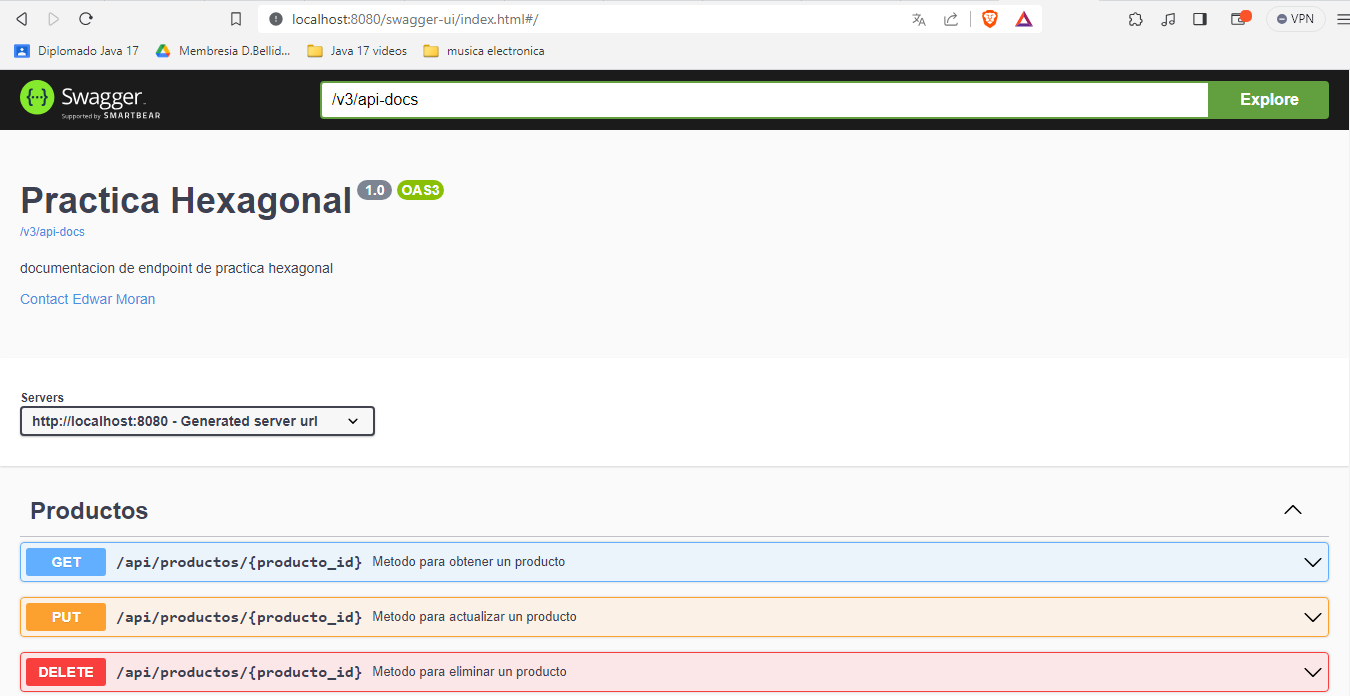 localhost:8080/swagger-ui/index.html#/
VPN
Diplomado Java 17 Membresia D.Bellid... Java 17 videos musica electronica
{···} Swagger.
Supported by SMARTBEAR
/v3/api-docs Explore
Practica Hexagonal 1.0 OAS3
/v3/api-docs
documentacion de endpoint de practica hexagonal
Contact Edwar Moran
Servers
http://localhost:8080 - Generated server url
Productos
GET /api/productos/{producto_id} Metodo para obtener un producto
PUT /api/productos/{producto_id} Metodo para actualizar un producto
DELETE /api/productos/{producto_id} Metodo para eliminar un producto